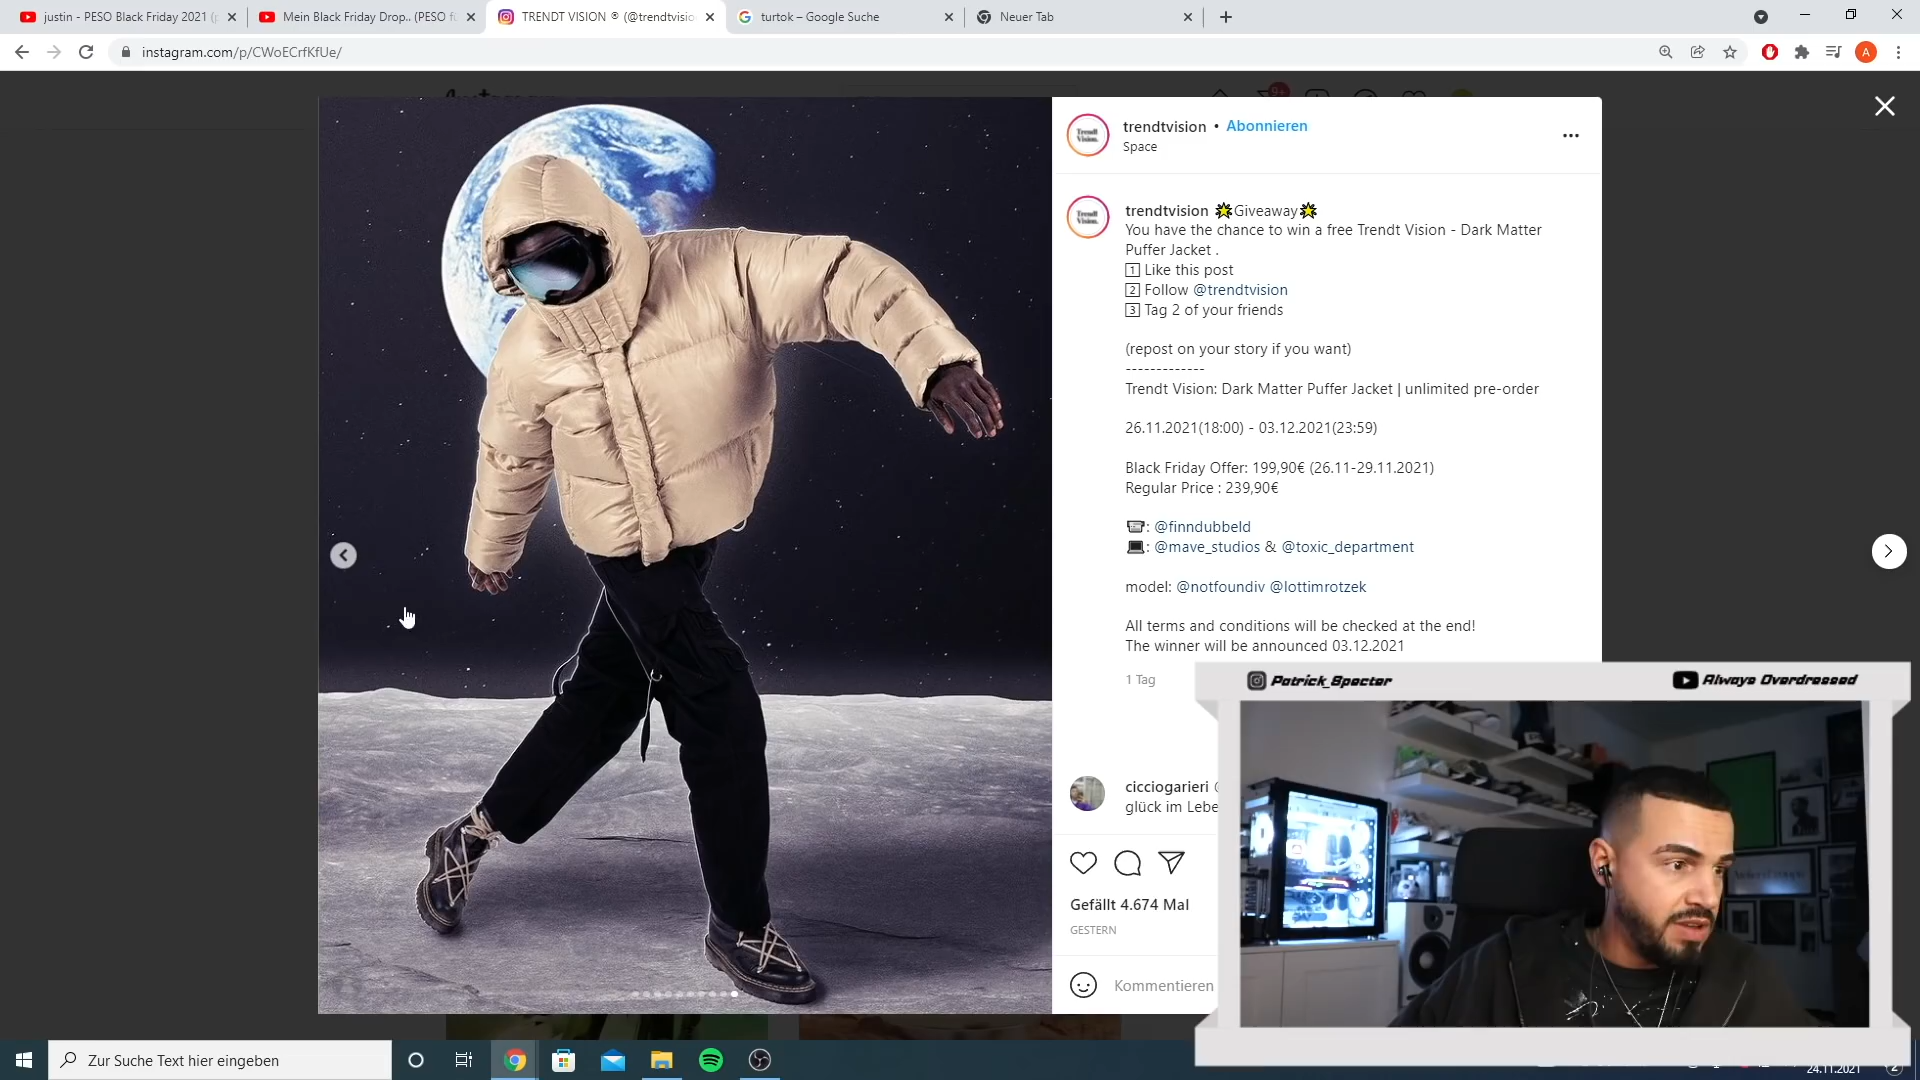 justin - PESO Black Friday 2021 (
Mein Black Friday Drop.. (PESO f
TRENDT VISION ® (@trendtvisio
turtok – Google Suche
Neuer Tab
instagram.com/p/CWoECrfKfUe/
A
9+
trendtvision • Abonnieren
Space
trendtvision 🌟Giveaway🌟
You have the chance to win a free Trendt Vision - Dark Matter
Puffer Jacket .
1 Like this post
2 Follow @trendtvision
3 Tag 2 of your friends
(repost on your story if you want)
-------------
Trendt Vision: Dark Matter Puffer Jacket | unlimited pre-order
26.11.2021(18:00) - 03.12.2021(23:59)
Black Friday Offer: 199,90€ (26.11-29.11.2021)
Regular Price : 239,90€
: @finndubbeld
: @mave_studios & @toxic_department
model: @notfoundiv @lottimrotzek
All terms and conditions will be checked at the end!
The winner will be announced 03.12.2021
1 Tag
cicciogarieri
glück im Lebe
Gefällt 4.674 Mal
GESTERN
Kommentieren
Patrick_Specter
Always Overdressed
Zur Suche Text hier eingeben
24.11.2021
2